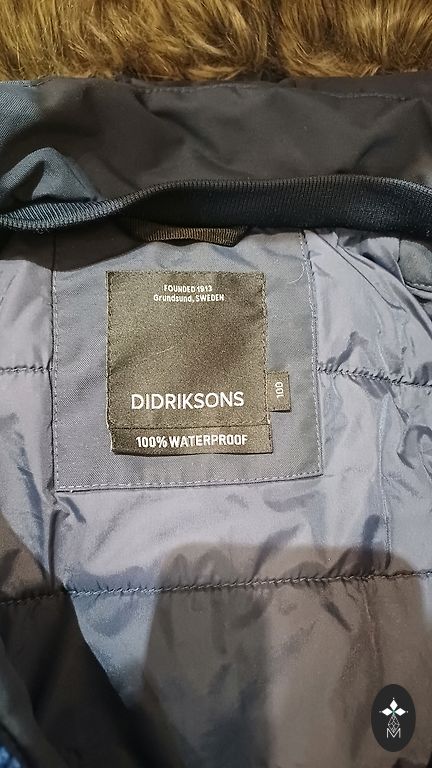 FOUNDED 1913
Grundsund, SWEDEN
DIDRIKSONS
100
100% WATERPROOF